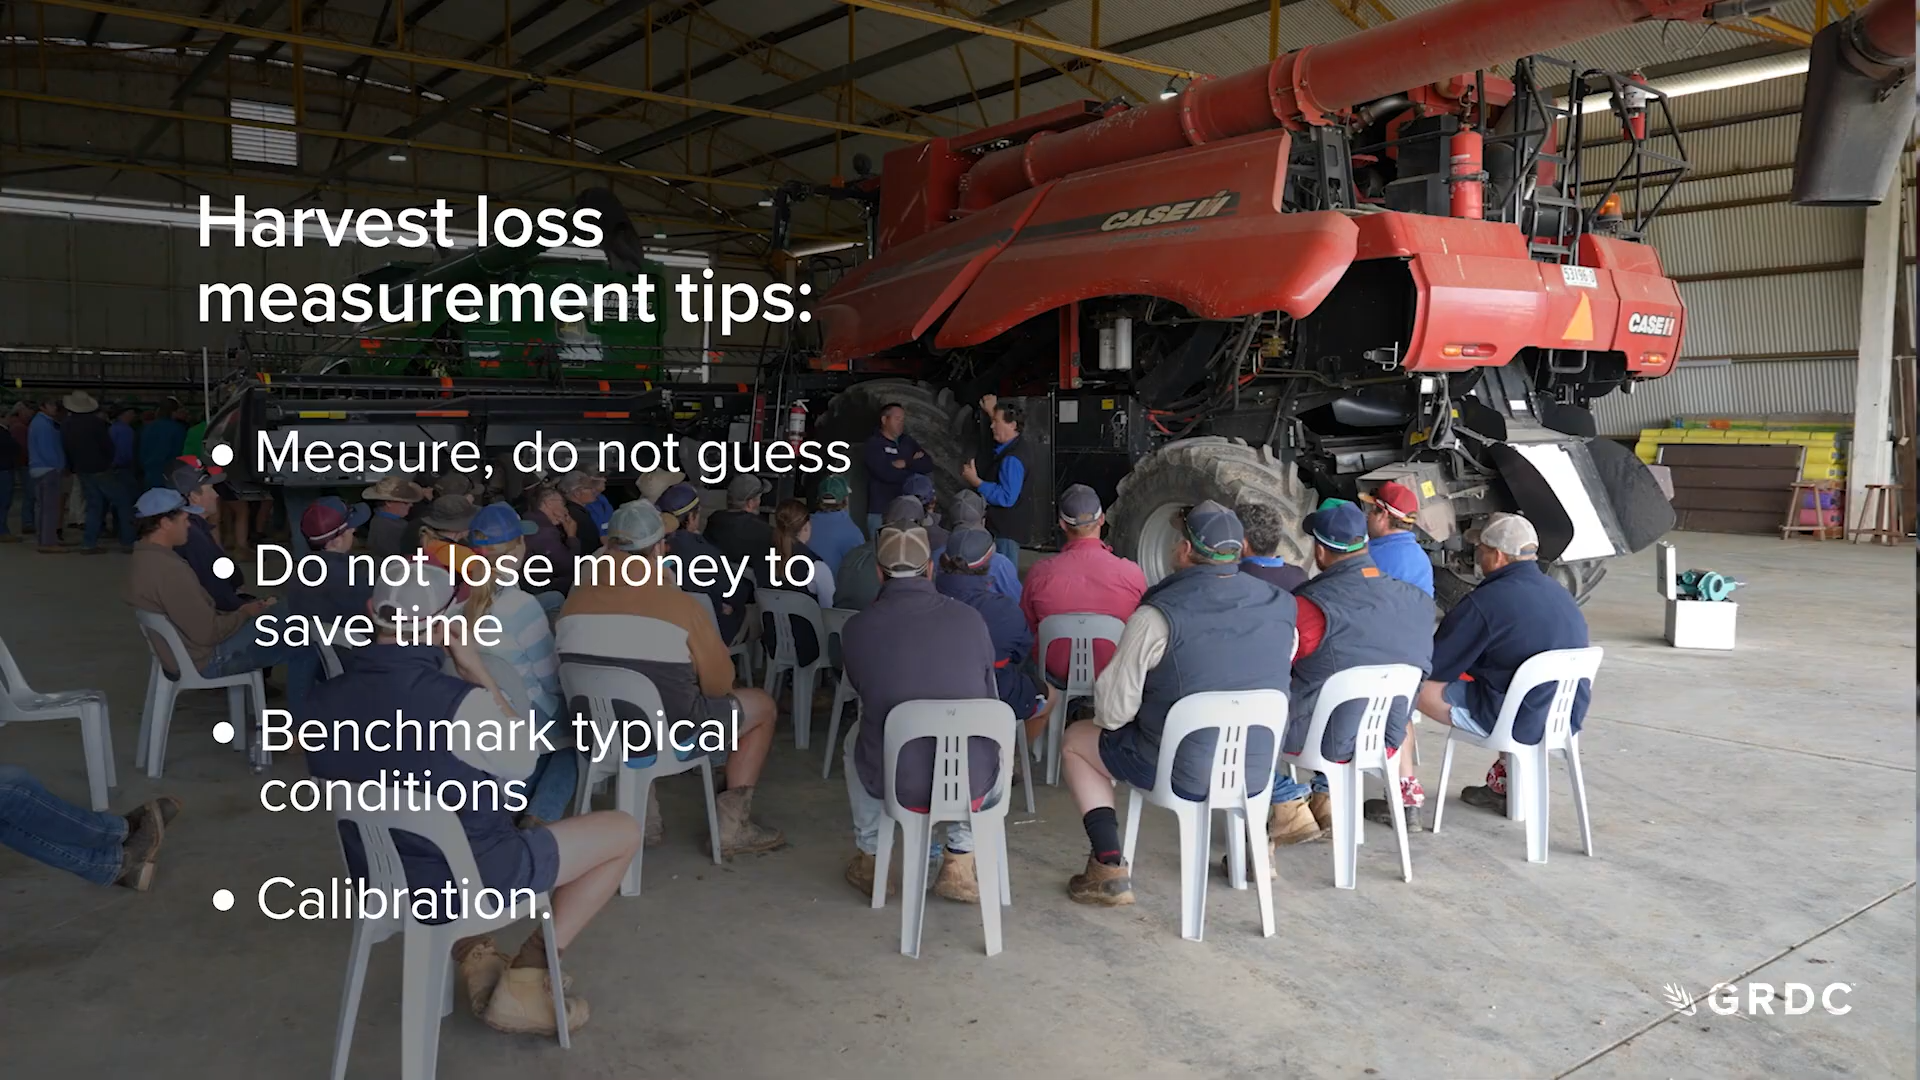 Harvest loss
measurement tips:
• Measure, do not guess
• Do not lose money to
save time
• Benchmark typical
conditions
• Calibration.
CASE IH
CASE IH
GRDC